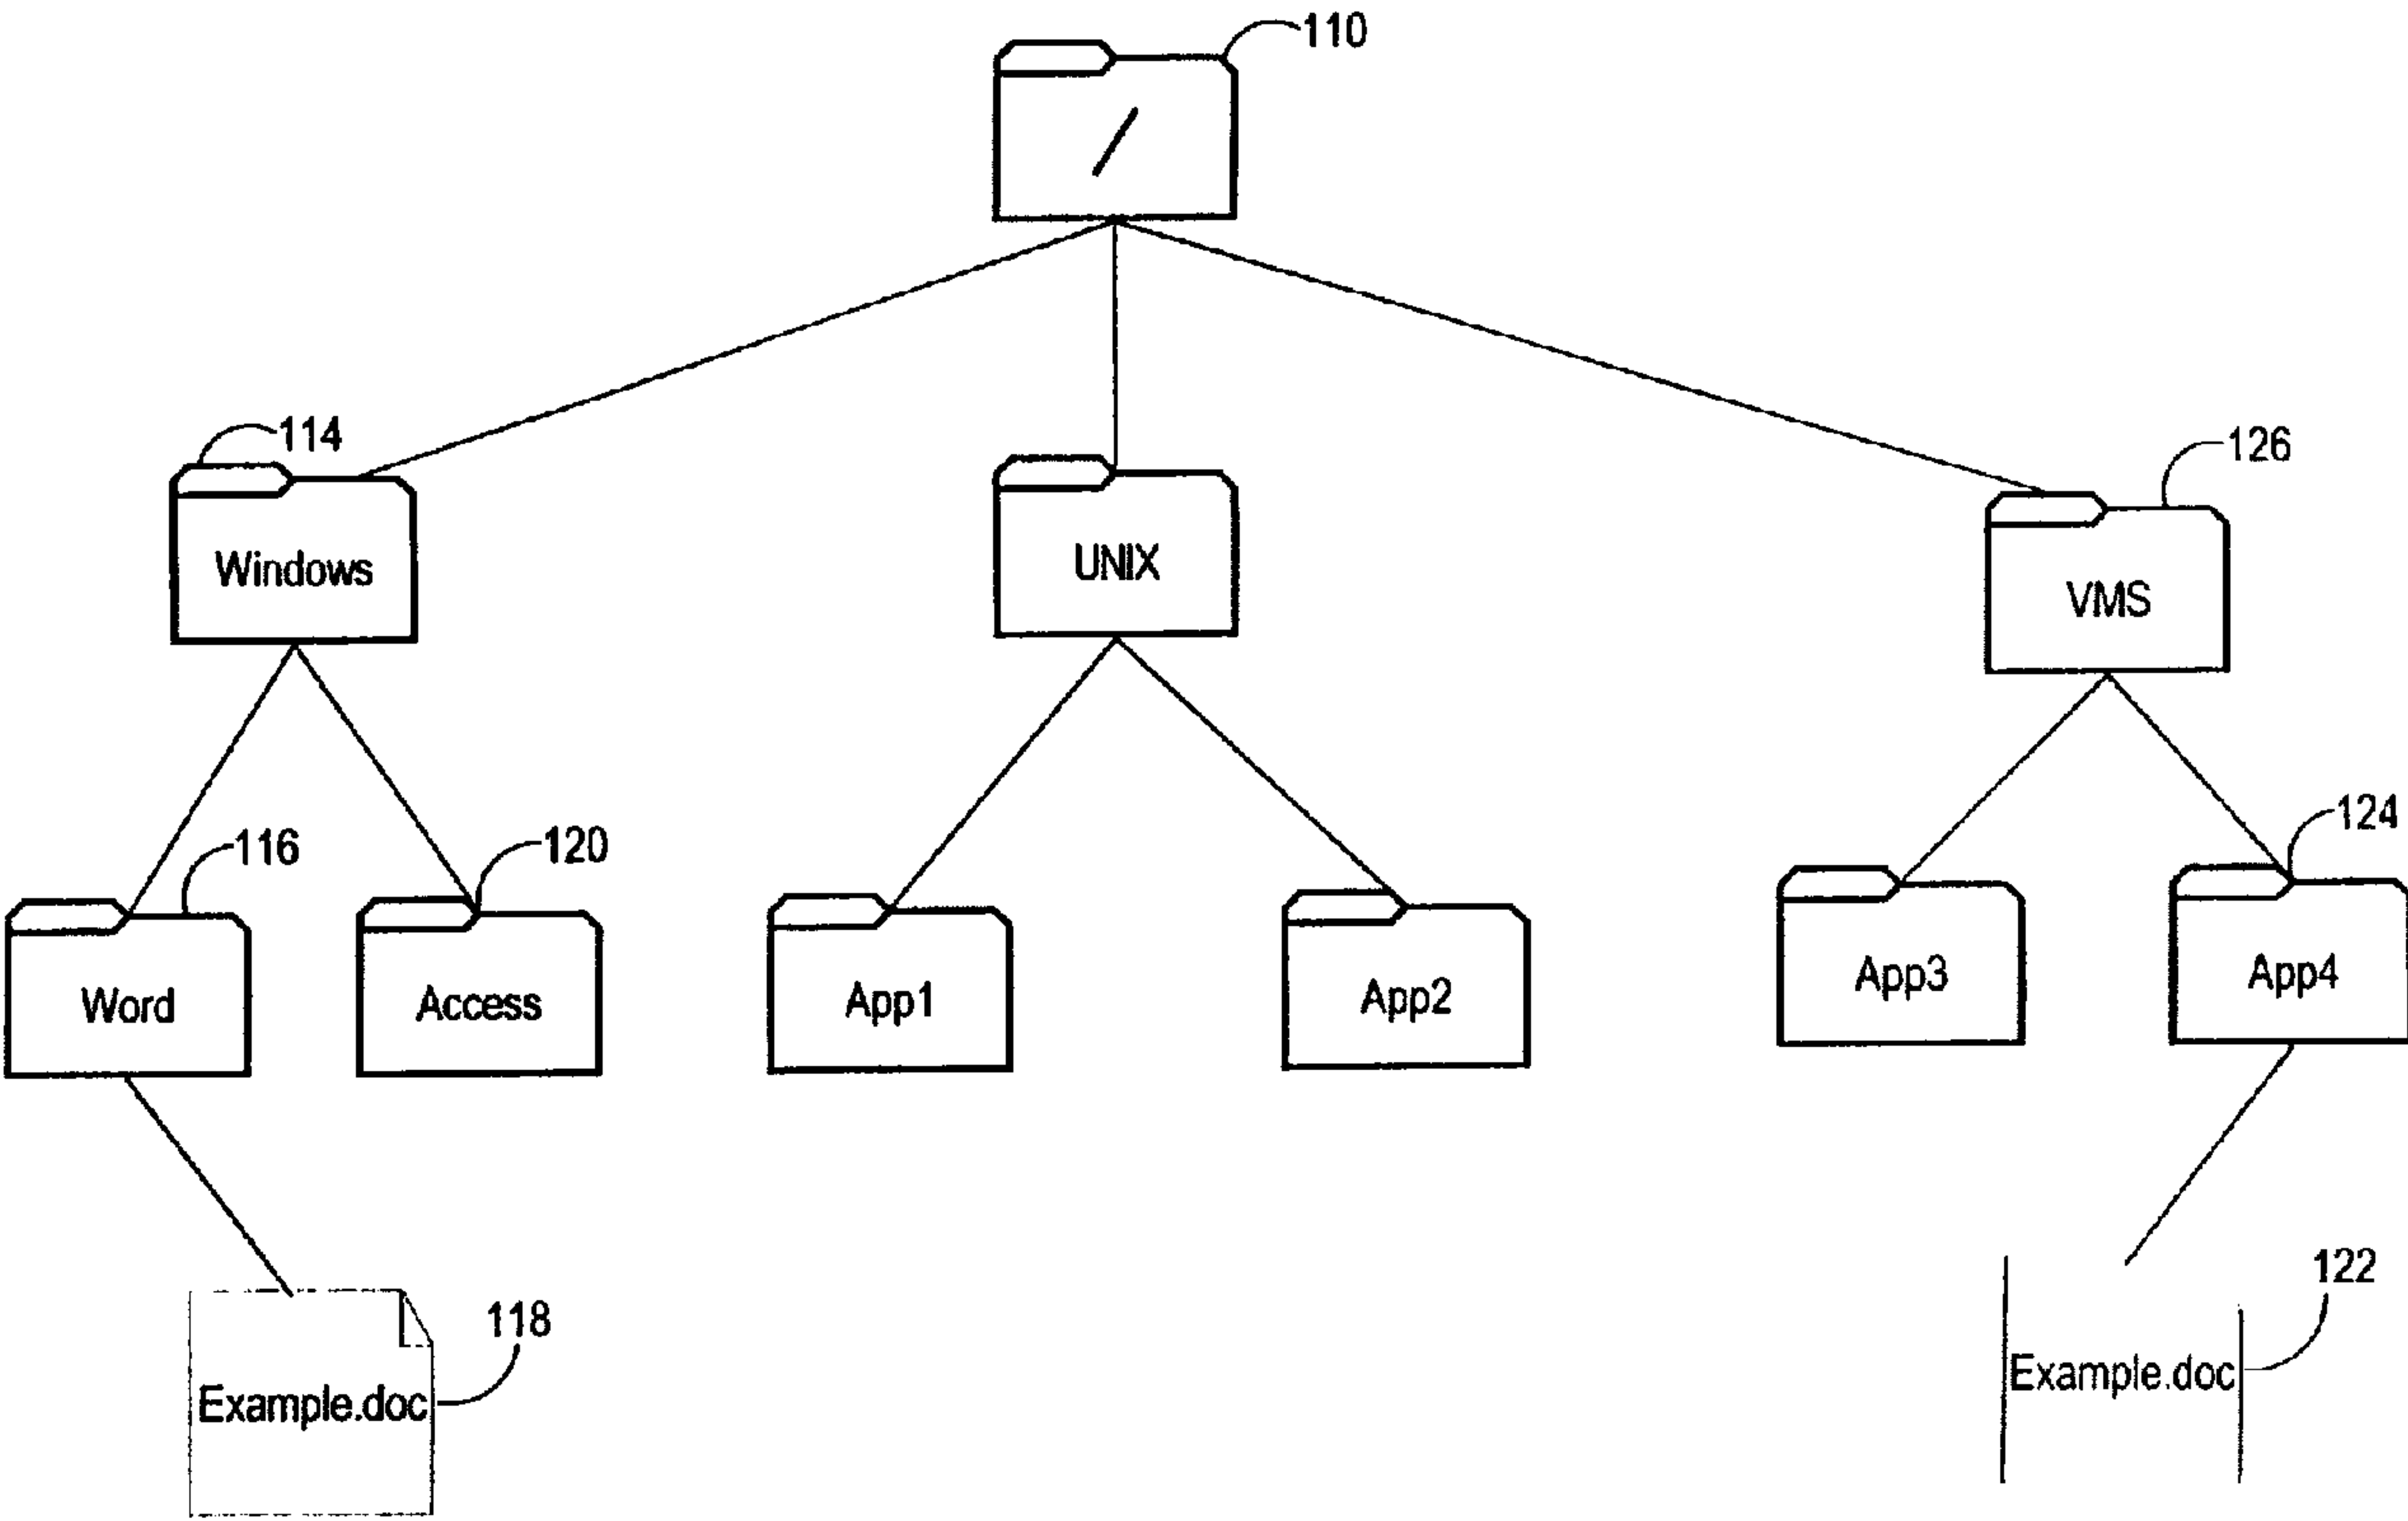 110
/
114
Windows
UNIX
126
VMS
116
120
124
Word
Access
App1
App2
App3
App4
118
Example.doc
122
Example.doc